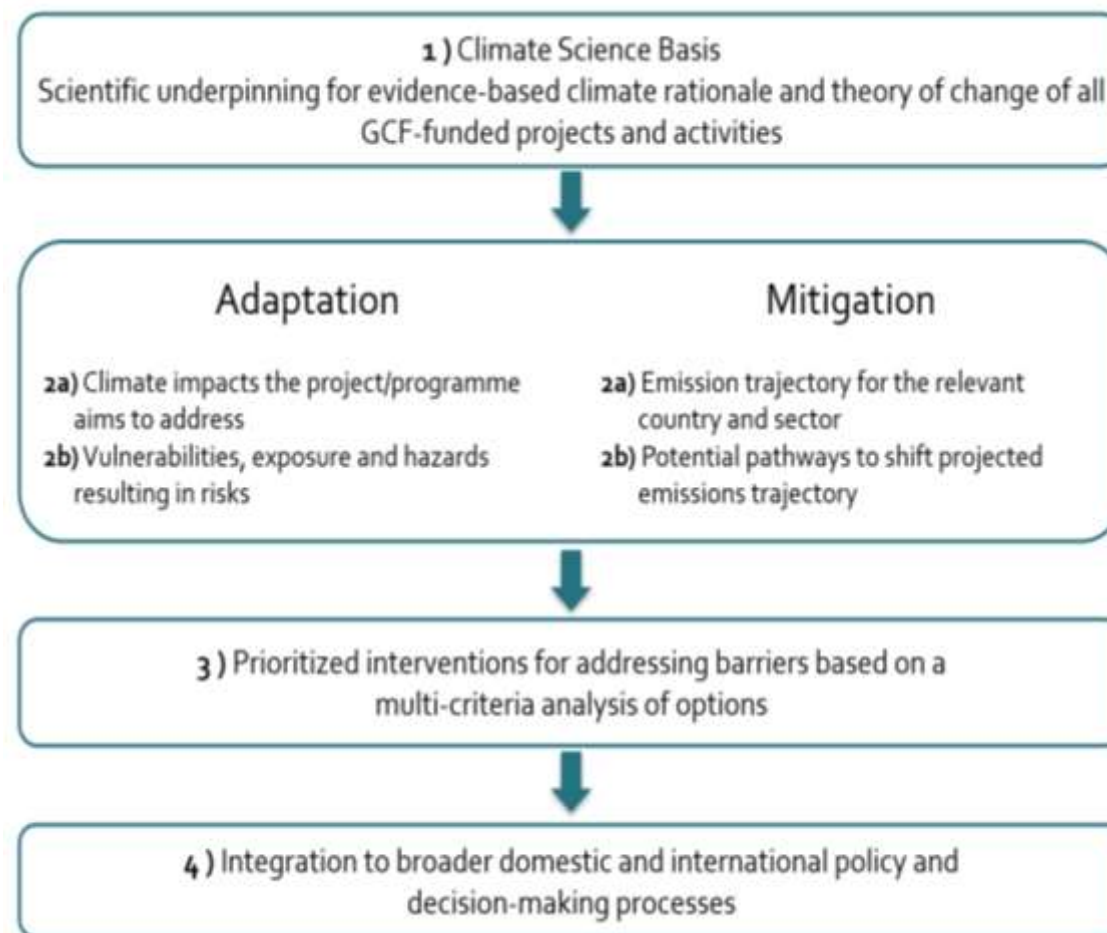 1 ) Climate Science Basis
Scientific underpinning for evidence-based climate rationale and theory of change of all
GCF-funded projects and activities
Adaptation
2a) Climate impacts the project/programme
aims to address
2b) Vulnerabilities, exposure and hazards
resulting in risks
Mitigation
2a) Emission trajectory for the relevant
country and sector
2b) Potential pathways to shift projected
emissions trajectory
3 ) Prioritized interventions for addressing barriers based on a
multi-criteria analysis of options
4 ) Integration to broader domestic and international policy and
decision-making processes